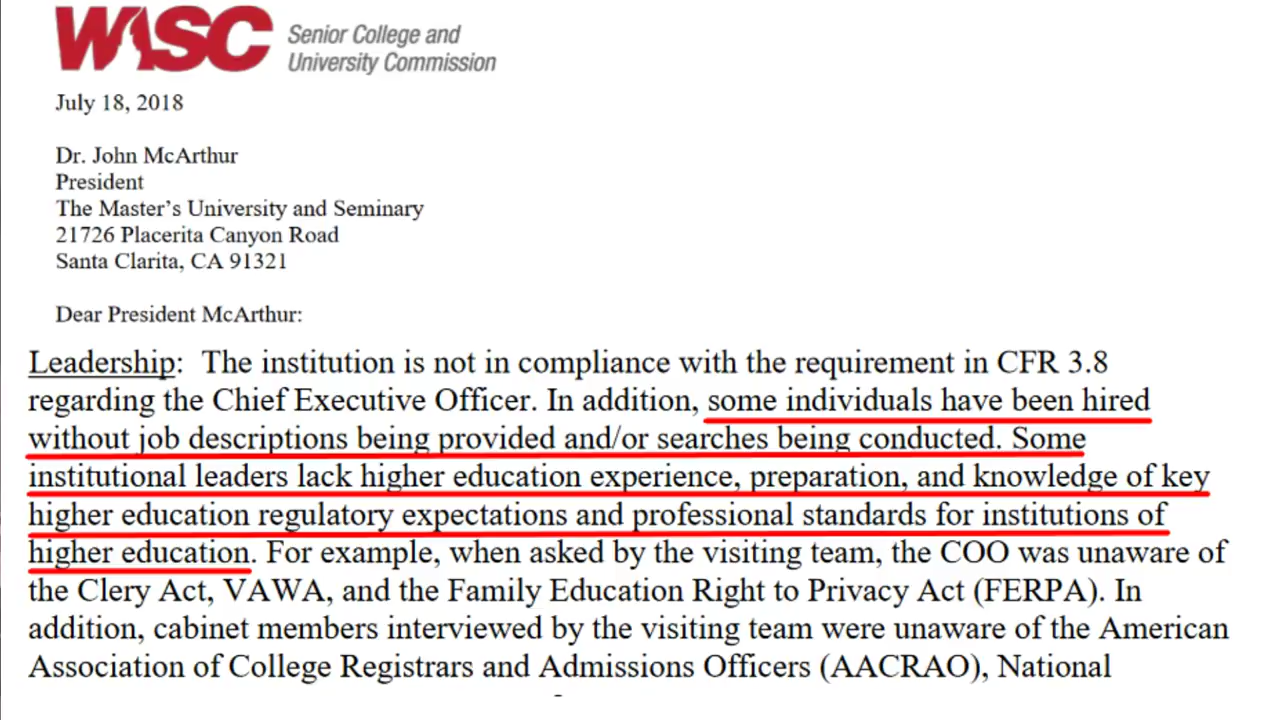 WASC Senior College and
University Commission
July 18, 2018
Dr. John McArthur
President
The Master's University and Seminary
21726 Placerita Canyon Road
Santa Clarita, CA 91321
Dear President McArthur:
Leadership: The institution is not in compliance with the requirement in CFR 3.8
regarding the Chief Executive Officer. In addition, some individuals have been hired
without job descriptions being provided and/or searches being conducted. Some
institutional leaders lack higher education experience, preparation, and knowledge of key
higher education regulatory expectations and professional standards for institutions of
higher education. For example, when asked by the visiting team, the COO was unaware of
the Clery Act, VAWA, and the Family Education Right to Privacy Act (FERPA). In
addition, cabinet members interviewed by the visiting team were unaware of the American
Association of College Registrars and Admissions Officers (AACRAO), National